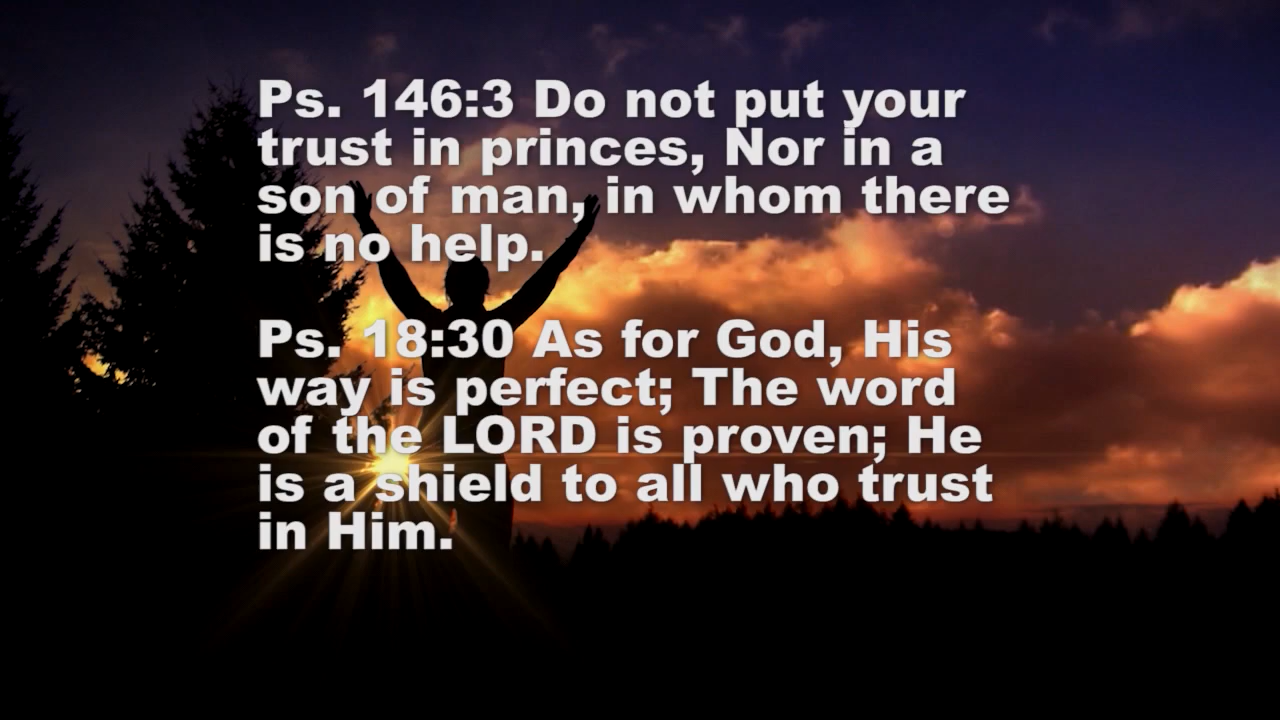 Ps. 146:3 Do not put your
trust in princes, Nor in a
son of man, in whom there
is no help.
Ps. 18:30 As for God, His
way is perfect; The word
of the LORD is proven; He
is a shield to all who trust
in Him.